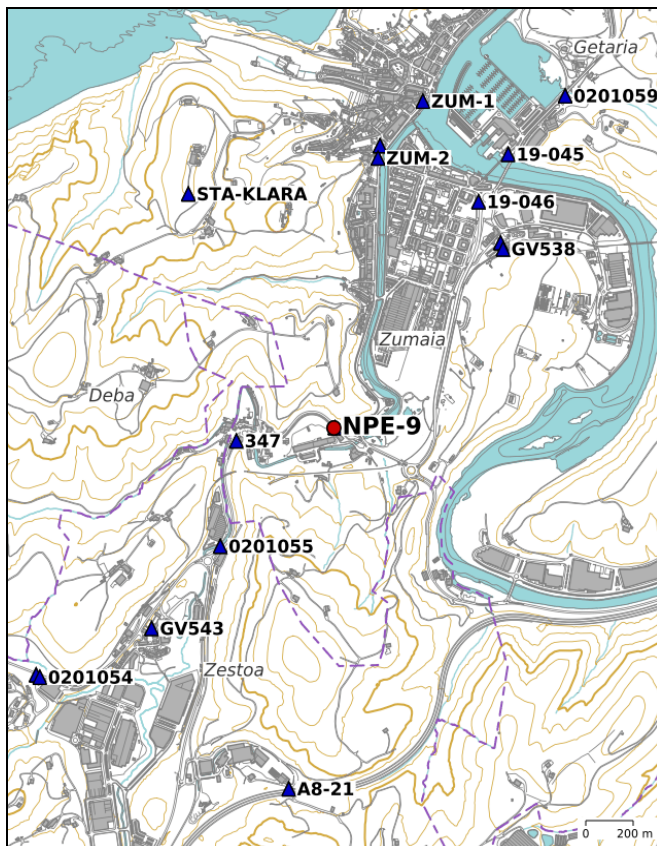 Getaria
0201059
ZUM-1
ZUM-2
19-045
STA-KLARA
19-046
GV538
Zumaia
Deba
NPE-9
347
0201055
GV543
Zestoa
0201054
A8-21
0 200 m